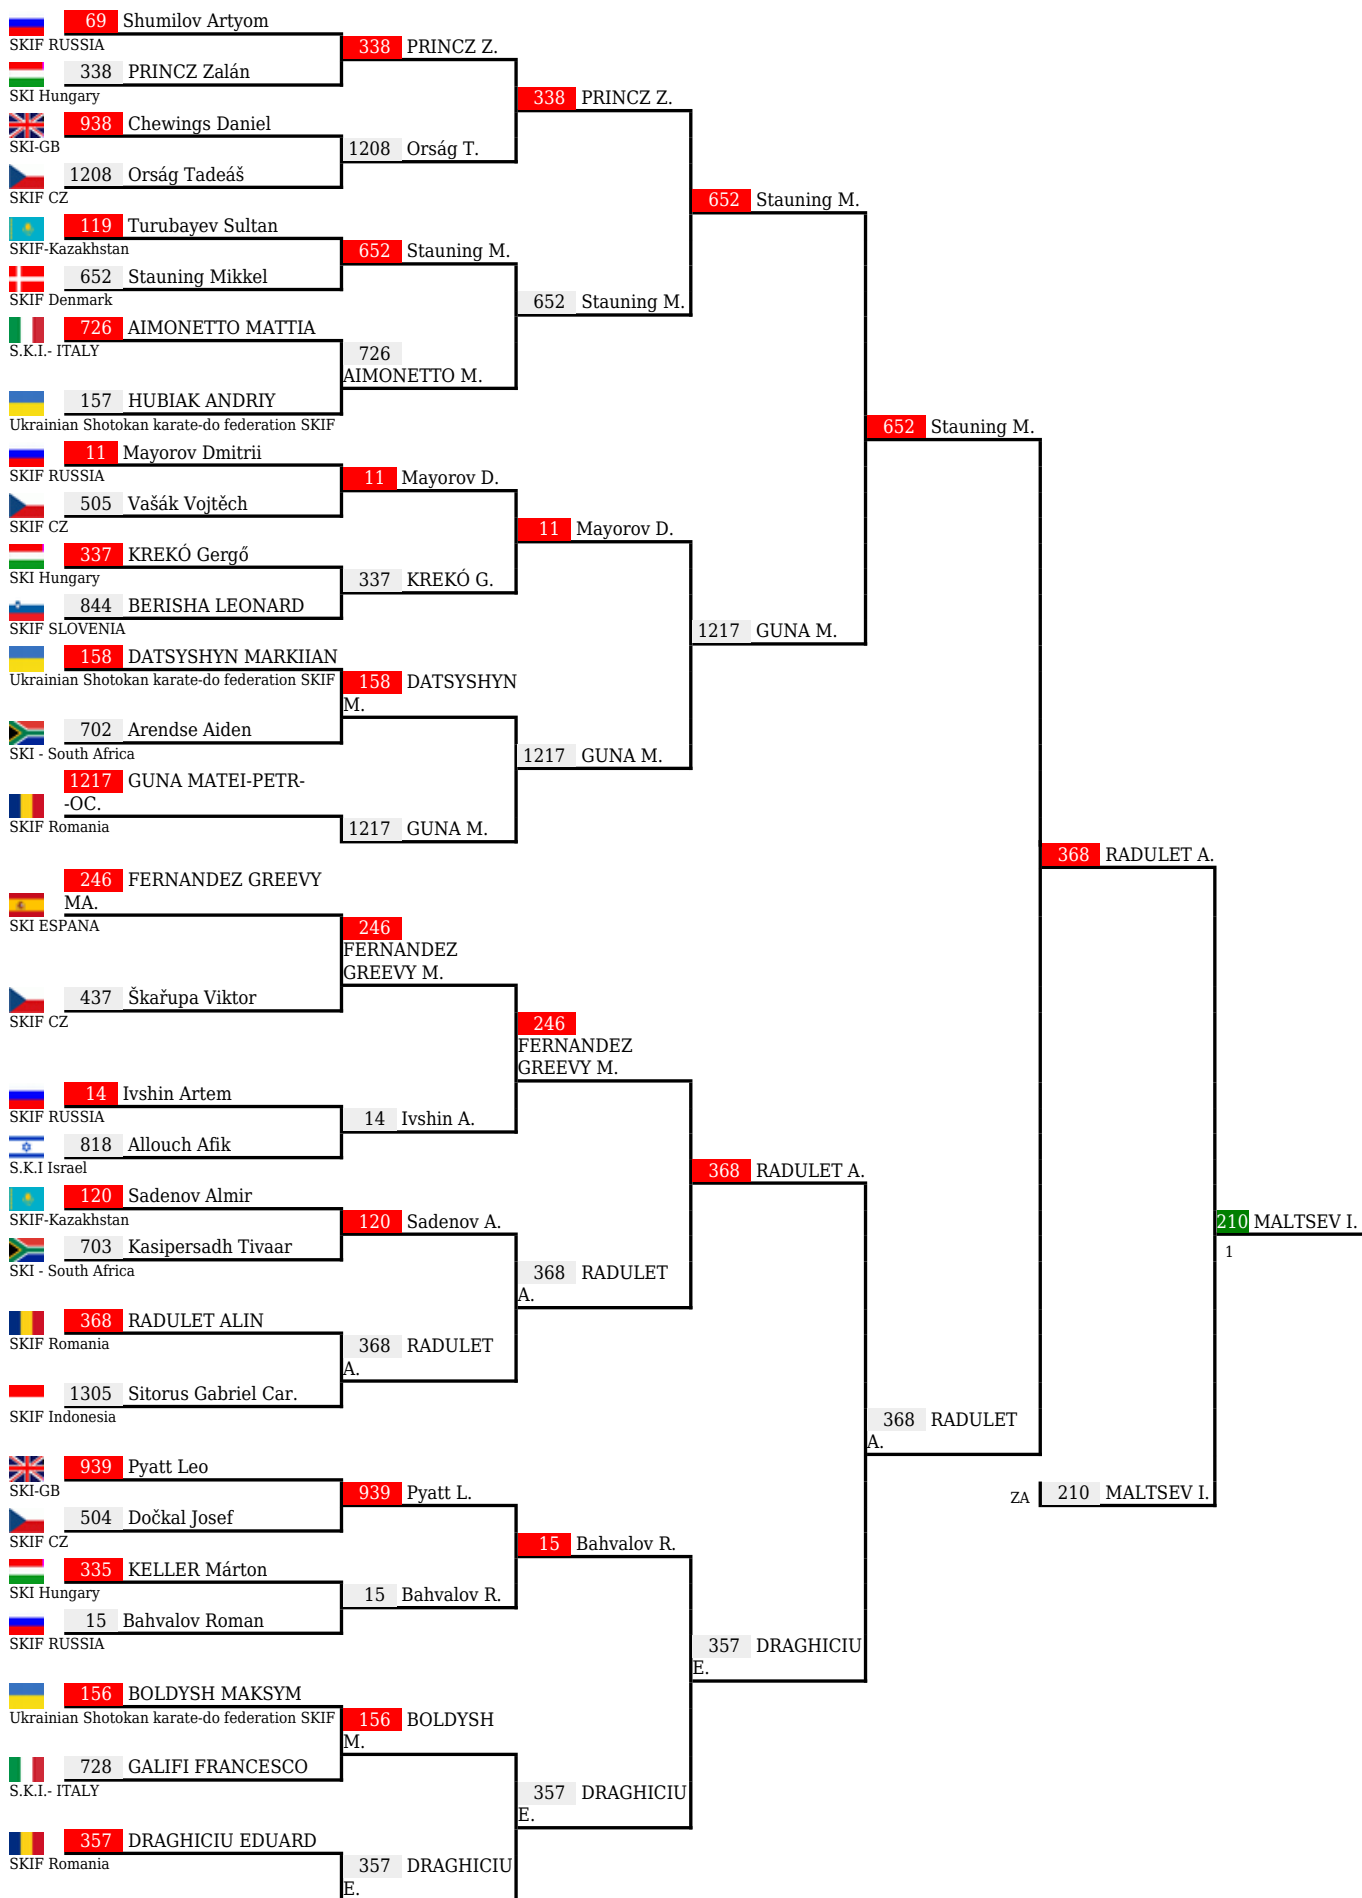 69 Shumilov Artyom
SKIF RUSSIA
338 PRINCZ Z.
338 PRINCZ Zalán
SKI Hungary
338 PRINCZ Z.
938 Chewings Daniel
SKI-GB
1208 Orság T.
1208 Orság Tadeáš
SKIF CZ
652 Stauning M.
119 Turubayev Sultan
SKIF-Kazakhstan
652 Stauning M.
652 Stauning Mikkel
SKIF Denmark
652 Stauning M.
726 AIMONETTO MATTIA
S.K.I.- ITALY
726
AIMONETTO M.
157 HUBIAK ANDRIY
Ukrainian Shotokan karate-do federation SKIF
652 Stauning M.
11 Mayorov Dmitrii
SKIF RUSSIA
11 Mayorov D.
505 Vašák Vojtěch
SKIF CZ
11 Mayorov D.
337 KREKÓ Gergő
SKI Hungary
337 KREKÓ G.
844 BERISHA LEONARD
SKIF SLOVENIA
1217 GUNA M.
158 DATSYSHYN MARKIIAN
Ukrainian Shotokan karate-do federation SKIF
158 DATSYSHYN
M.
702 Arendse Aiden
SKI - South Africa
1217 GUNA M.
1217 GUNA MATEI-PETR-
-OC.
SKIF Romania
1217 GUNA M.
368 RADULET A.
246 FERNANDEZ GREEVY
MA.
SKI ESPANA
246
FERNANDEZ
GREEVY M.
437 Škařupa Viktor
SKIF CZ
246
FERNANDEZ
GREEVY M.
14 Ivshin Artem
SKIF RUSSIA
14 Ivshin A.
818 Allouch Afik
S.K.I Israel
368 RADULET A.
120 Sadenov Almir
SKIF-Kazakhstan
120 Sadenov A.
210 MALTSEV I.
1
703 Kasipersadh Tivaar
SKI - South Africa
368 RADULET
A.
368 RADULET ALIN
SKIF Romania
368 RADULET
A.
1305 Sitorus Gabriel Car.
SKIF Indonesia
368 RADULET
A.
939 Pyatt Leo
SKI-GB
939 Pyatt L.
ZA 210 MALTSEV I.
504 Dočkal Josef
SKIF CZ
15 Bahvalov R.
335 KELLER Márton
SKI Hungary
15 Bahvalov R.
15 Bahvalov Roman
SKIF RUSSIA
357 DRAGHICIU
E.
156 BOLDYSH MAKSYM
Ukrainian Shotokan karate-do federation SKIF
156 BOLDYSH
M.
728 GALIFI FRANCESCO
S.K.I.- ITALY
357 DRAGHICIU
E.
357 DRAGHICIU EDUARD
SKIF Romania
357 DRAGHICIU
E.